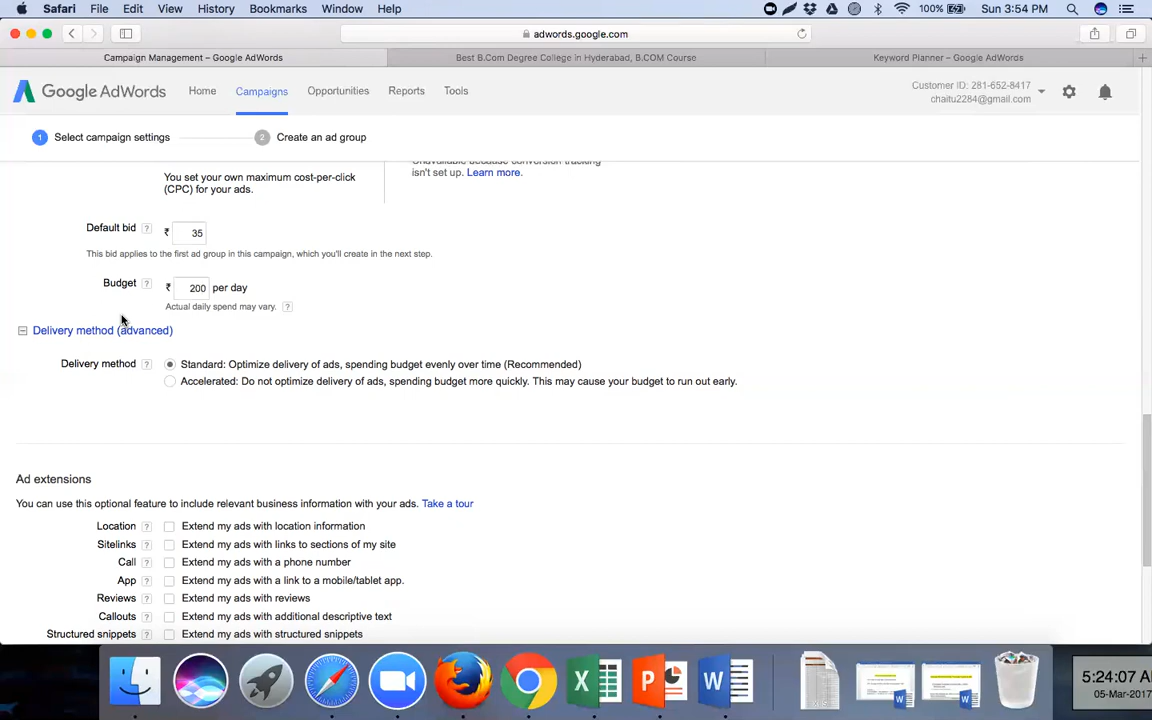 Safari File Edit View History Bookmarks Window Help 100% Sun 3:54 PM
adwords.google.com
Campaign Management – Google AdWords Best B.Com Degree College in Hyderabad, B.COM Course Keyword Planner – Google AdWords
Google AdWords Home Campaigns Opportunities Reports Tools Customer ID: 281-652-8417
chaitu2284@gmail.com
1 Select campaign settings 2 Create an ad group
Unavailable because conversion tracking
isn't set up. Learn more.
You set your own maximum cost-per-click
(CPC) for your ads.
Default bid ? ₹ 35
This bid applies to the first ad group in this campaign, which you'll create in the next step.
Budget ? ₹ 200 per day
Actual daily spend may vary. ?
Delivery method (advanced)
Delivery method ? Standard: Optimize delivery of ads, spending budget evenly over time (Recommended)
Accelerated: Do not optimize delivery of ads, spending budget more quickly. This may cause your budget to run out early.
Ad extensions
You can use this optional feature to include relevant business information with your ads. Take a tour
Location ? Extend my ads with location information
Sitelinks ? Extend my ads with links to sections of my site
Call ? Extend my ads with a phone number
App ? Extend my ads with a link to a mobile/tablet app.
Reviews ? Extend my ads with reviews
Callouts ? Extend my ads with additional descriptive text
Structured snippets ? Extend my ads with structured snippets
X P W W W
5:24:07 A
05-Mar-2017